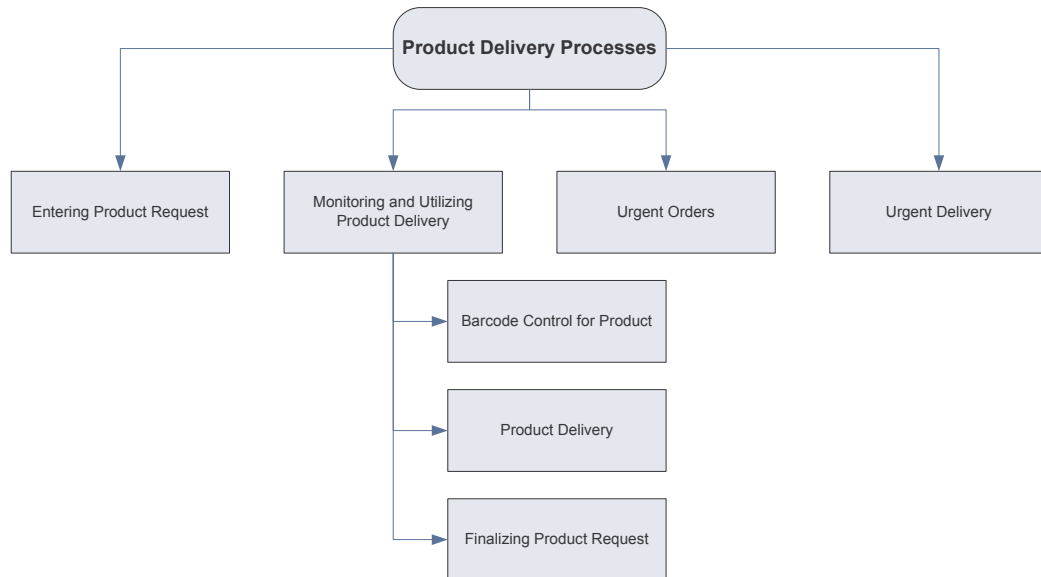 Product Delivery Processes
Entering Product Request
Monitoring and Utilizing
Product Delivery
Urgent Orders
Urgent Delivery
Barcode Control for Product
Product Delivery
Finalizing Product Request